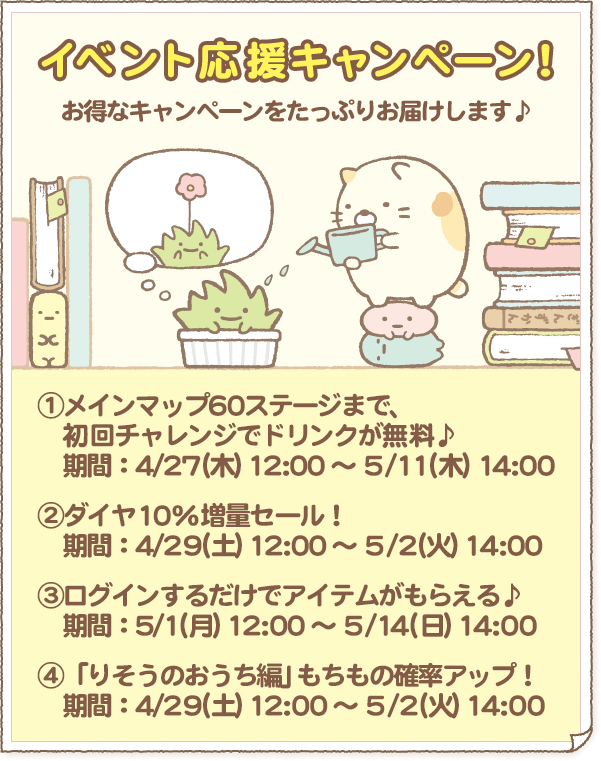 イベント応援キャンペーン!
お得なキャンペーンをたっぷりお届けします♪
ざんずかん
①メインマップ60ステージまで、
初回チャレンジでドリンクが無料♪
期間:4/27(木) 12:00 ~ 5/11(木) 14:00
②ダイヤ10%増量セール!
期間:4/29(土) 12:00 ~ 5/2(火) 14:00
③ログインするだけでアイテムがもらえる♪
期間:5/1(月) 12:00 ~ 5/14(日) 14:00
④「りそうのおうち編」もちもの確率アップ!
期間:4/29(土) 12:00 ~ 5/2(火) 14:00